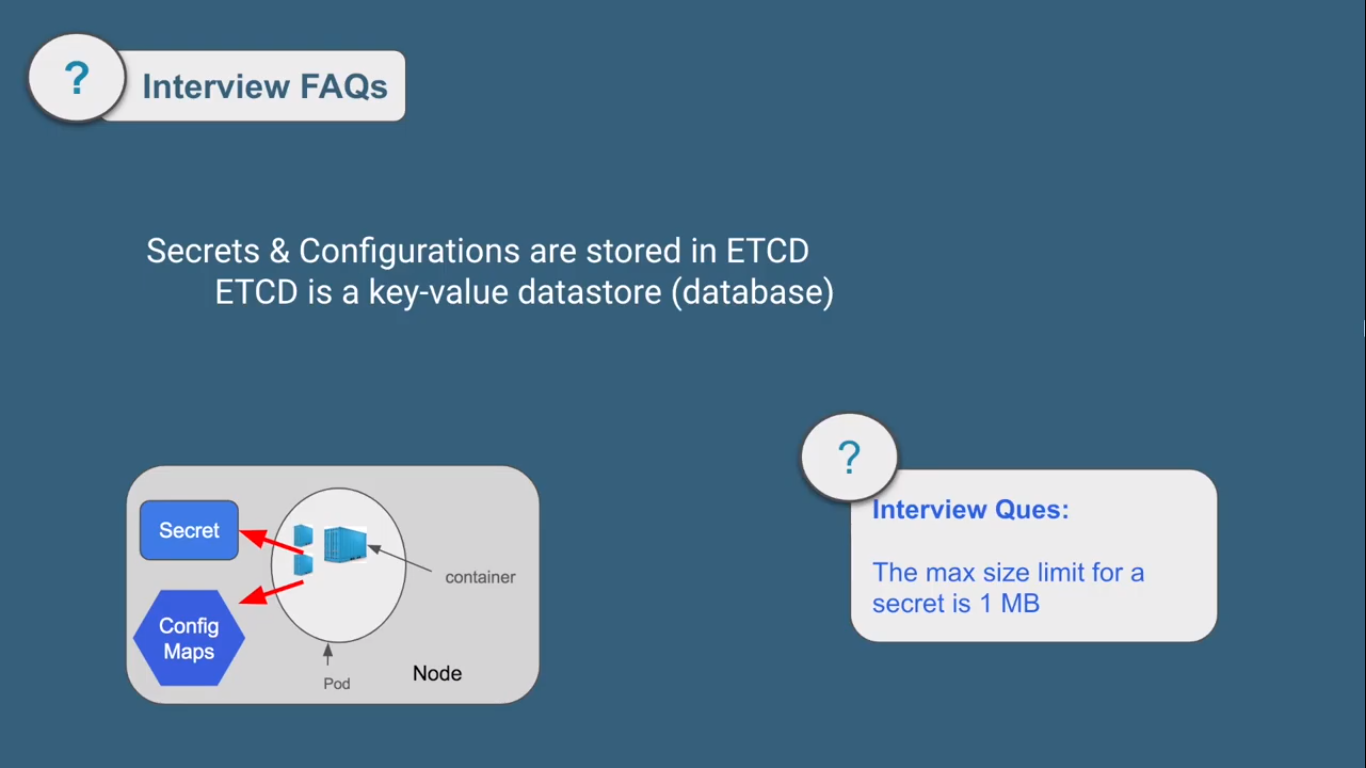 ?
Interview FAQs
Secrets & Configurations are stored in ETCD
ETCD is a key-value datastore (database)
Secret
Config
Maps
container
Pod
Node
?
Interview Ques:
The max size limit for a
secret is 1 MB